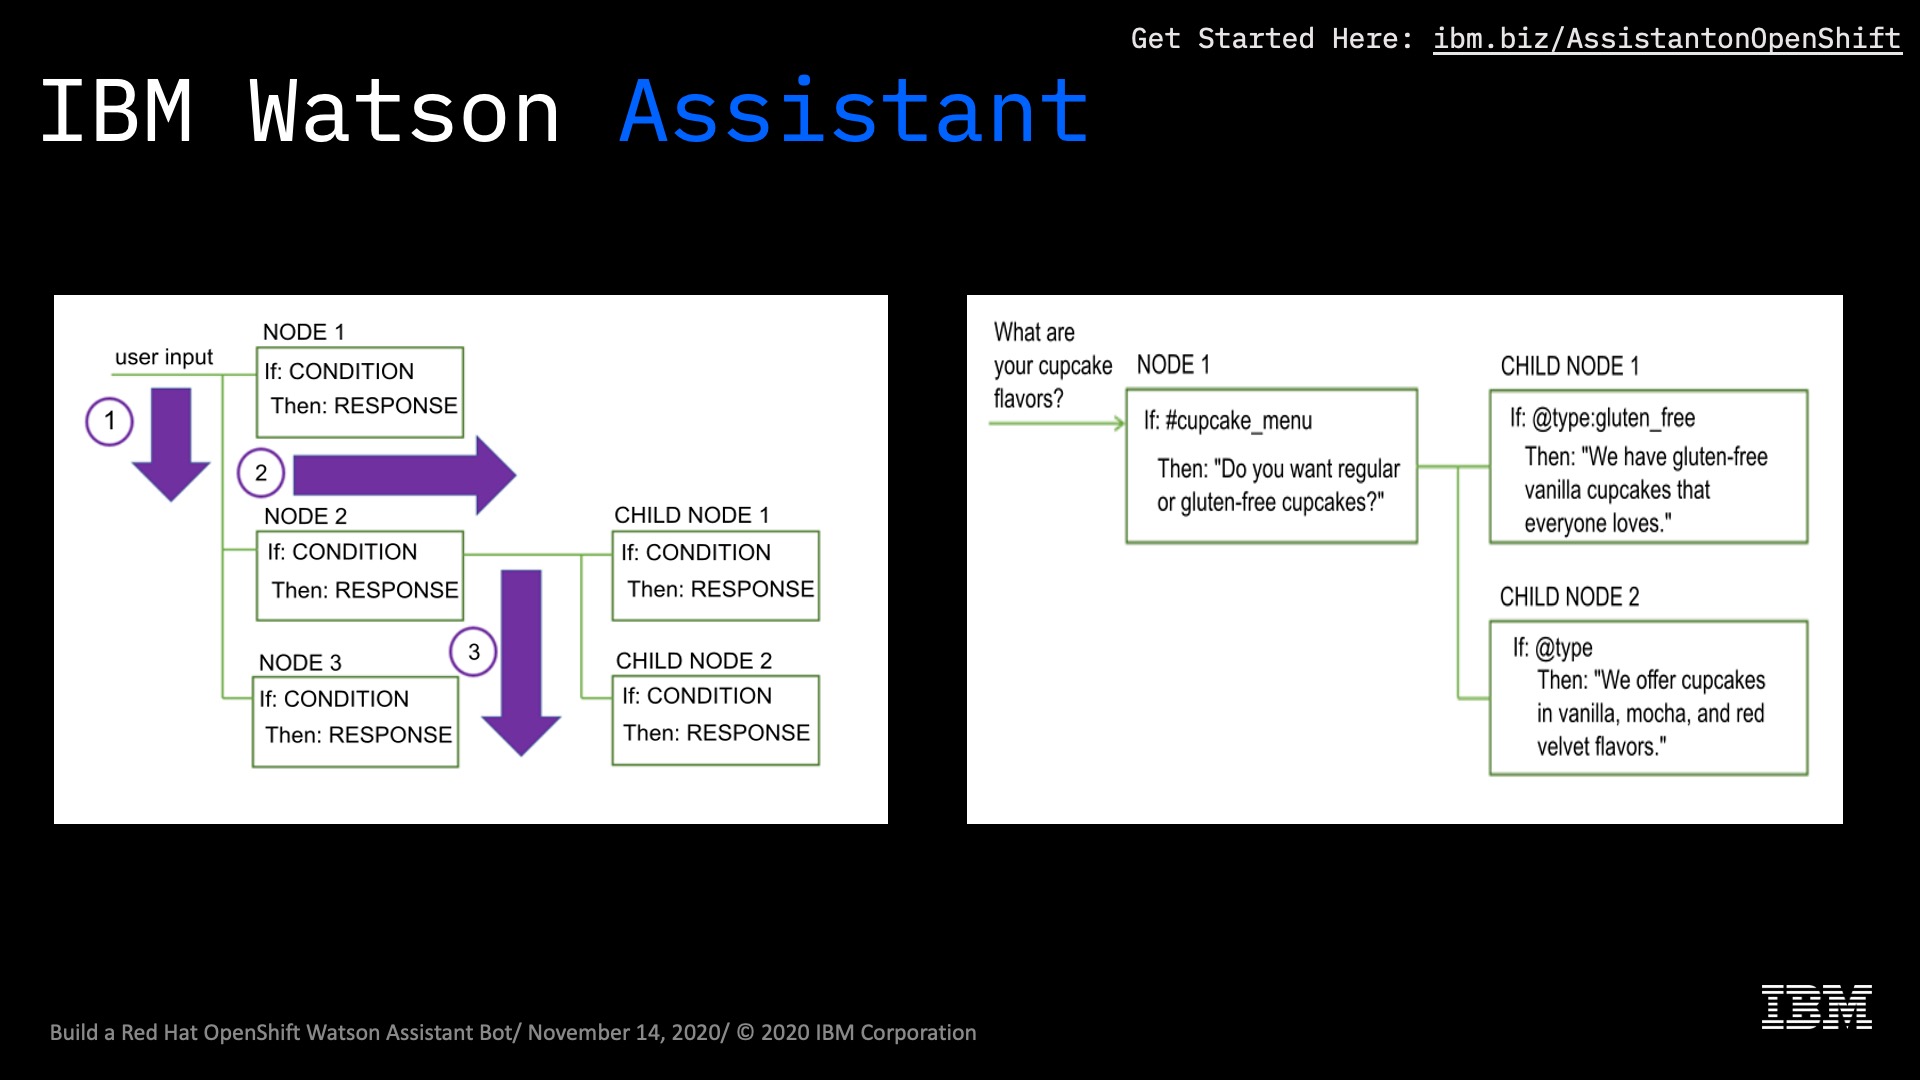 Get Started Here: ibm.biz/AssistantonOpenShift
IBM Watson Assistant
NODE 1
user input
If: CONDITION
Then: RESPONSE
1
2
NODE 2
If: CONDITION
Then: RESPONSE
CHILD NODE 1
If: CONDITION
Then: RESPONSE
3
NODE 3
If: CONDITION
Then: RESPONSE
CHILD NODE 2
If: CONDITION
Then: RESPONSE
What are
your cupcake
flavors?
NODE 1
If: #cupcake_menu
Then: "Do you want regular
or gluten-free cupcakes?"
CHILD NODE 1
If: @type:gluten_free
Then: "We have gluten-free
vanilla cupcakes that
everyone loves."
CHILD NODE 2
If: @type
Then: "We offer cupcakes
in vanilla, mocha, and red
velvet flavors."
Build a Red Hat OpenShift Watson Assistant Bot/ November 14, 2020/ © 2020 IBM Corporation
IBM